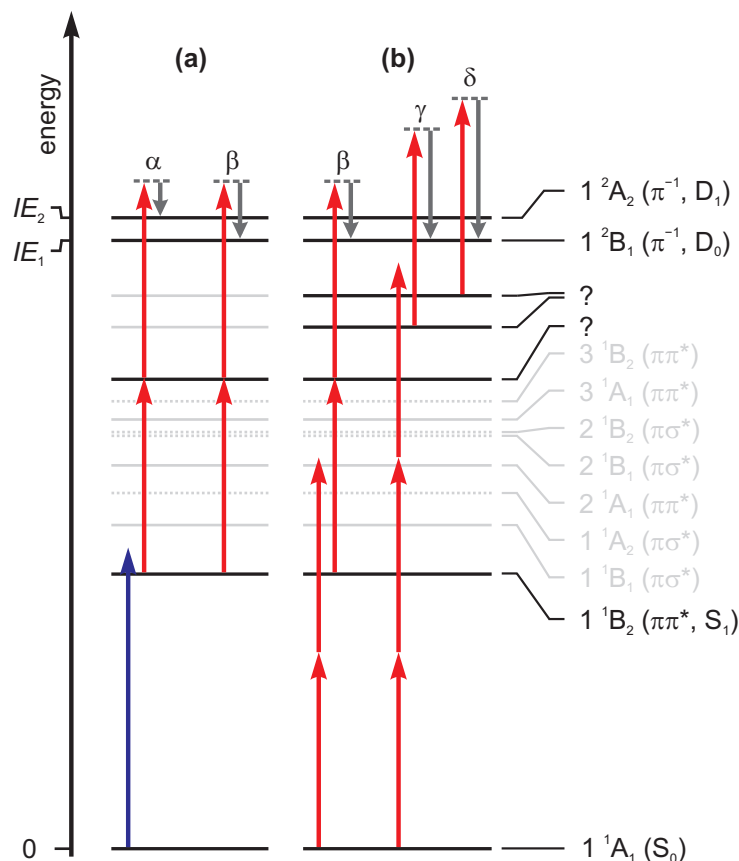 (a) (b)
energy
α β β γ δ
IE₂
IE₁
0
1 ²A₂ (π⁻¹, D₁)
1 ²B₁ (π⁻¹, D₀)
?
?
3 ¹B₂ (ππ*)
3 ¹A₁ (ππ*)
2 ¹B₂ (πσ*)
2 ¹B₁ (πσ*)
2 ¹A₁ (ππ*)
1 ¹A₂ (πσ*)
1 ¹B₁ (πσ*)
1 ¹B₂ (ππ*, S₁)
1 ¹A₁ (S₀)